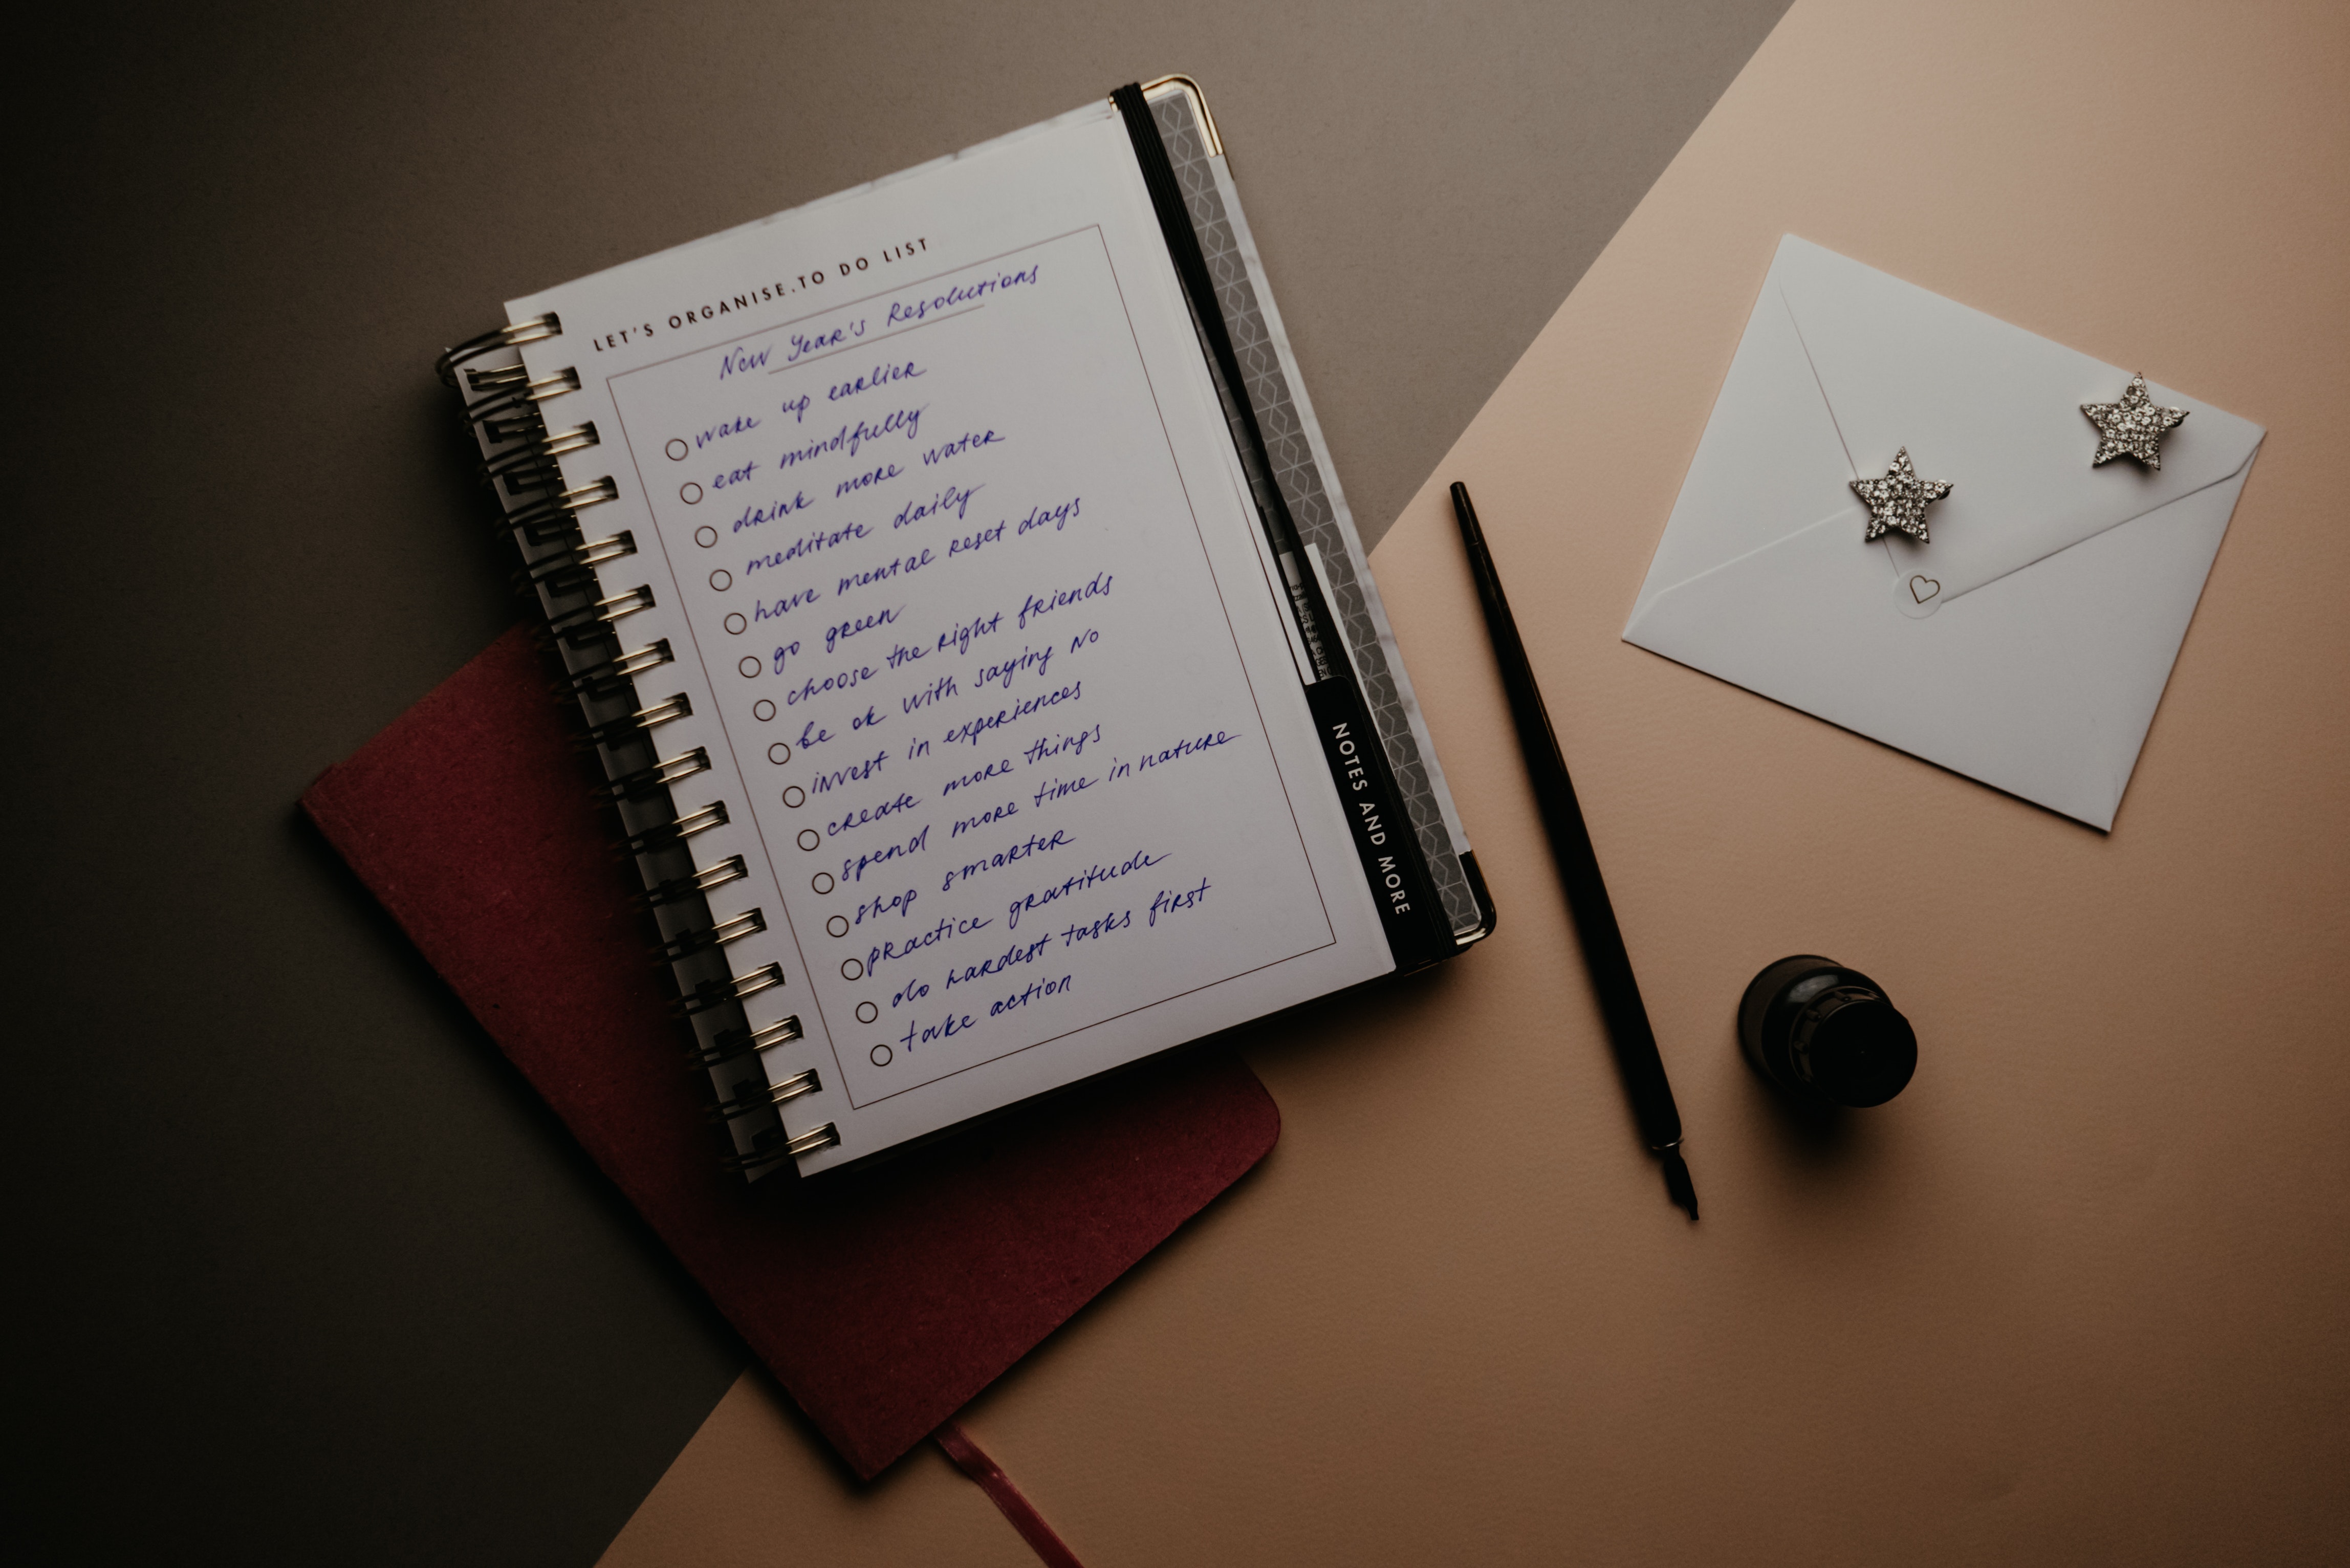 LET'S ORGANISE.TO DO LIST
New Year's Resolutions
wake up earlier
eat mindfully
drink more water
meditate daily
have mental reset days
go green
choose the right friends
be ok with saying NO
invest in experiences
create more things
spend more time in nature
shop smarter
practice gratitude
do hardest tasks first
take action
NOTES AND MORE